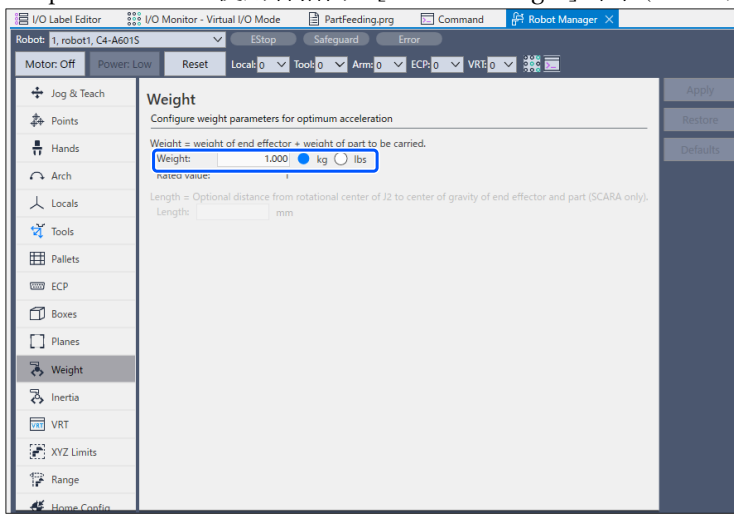 I/O Label Editor I/O Monitor - Virtual I/O Mode PartFeeding.prg Command Robot Manager
Robot: 1, robot1, C4-A601S EStop Safeguard Error
Motor: Off Power: Low Reset Local: 0 Tool: 0 Arm: 0 ECP: 0 VRT: 0
Jog & Teach
Points
Hands
Arch
Locals
Tools
Pallets
ECP
Boxes
Planes
Weight
Inertia
VRT
XYZ Limits
Range
Home Config
Weight
Configure weight parameters for optimum acceleration
Weight = weight of end effector + weight of part to be carried.
Weight: 1.000 kg lbs
Rated value: 1
Length = Optional distance from rotational center of J2 to center of gravity of end effector and part (SCARA only).
Length: mm
Apply
Restore
Defaults